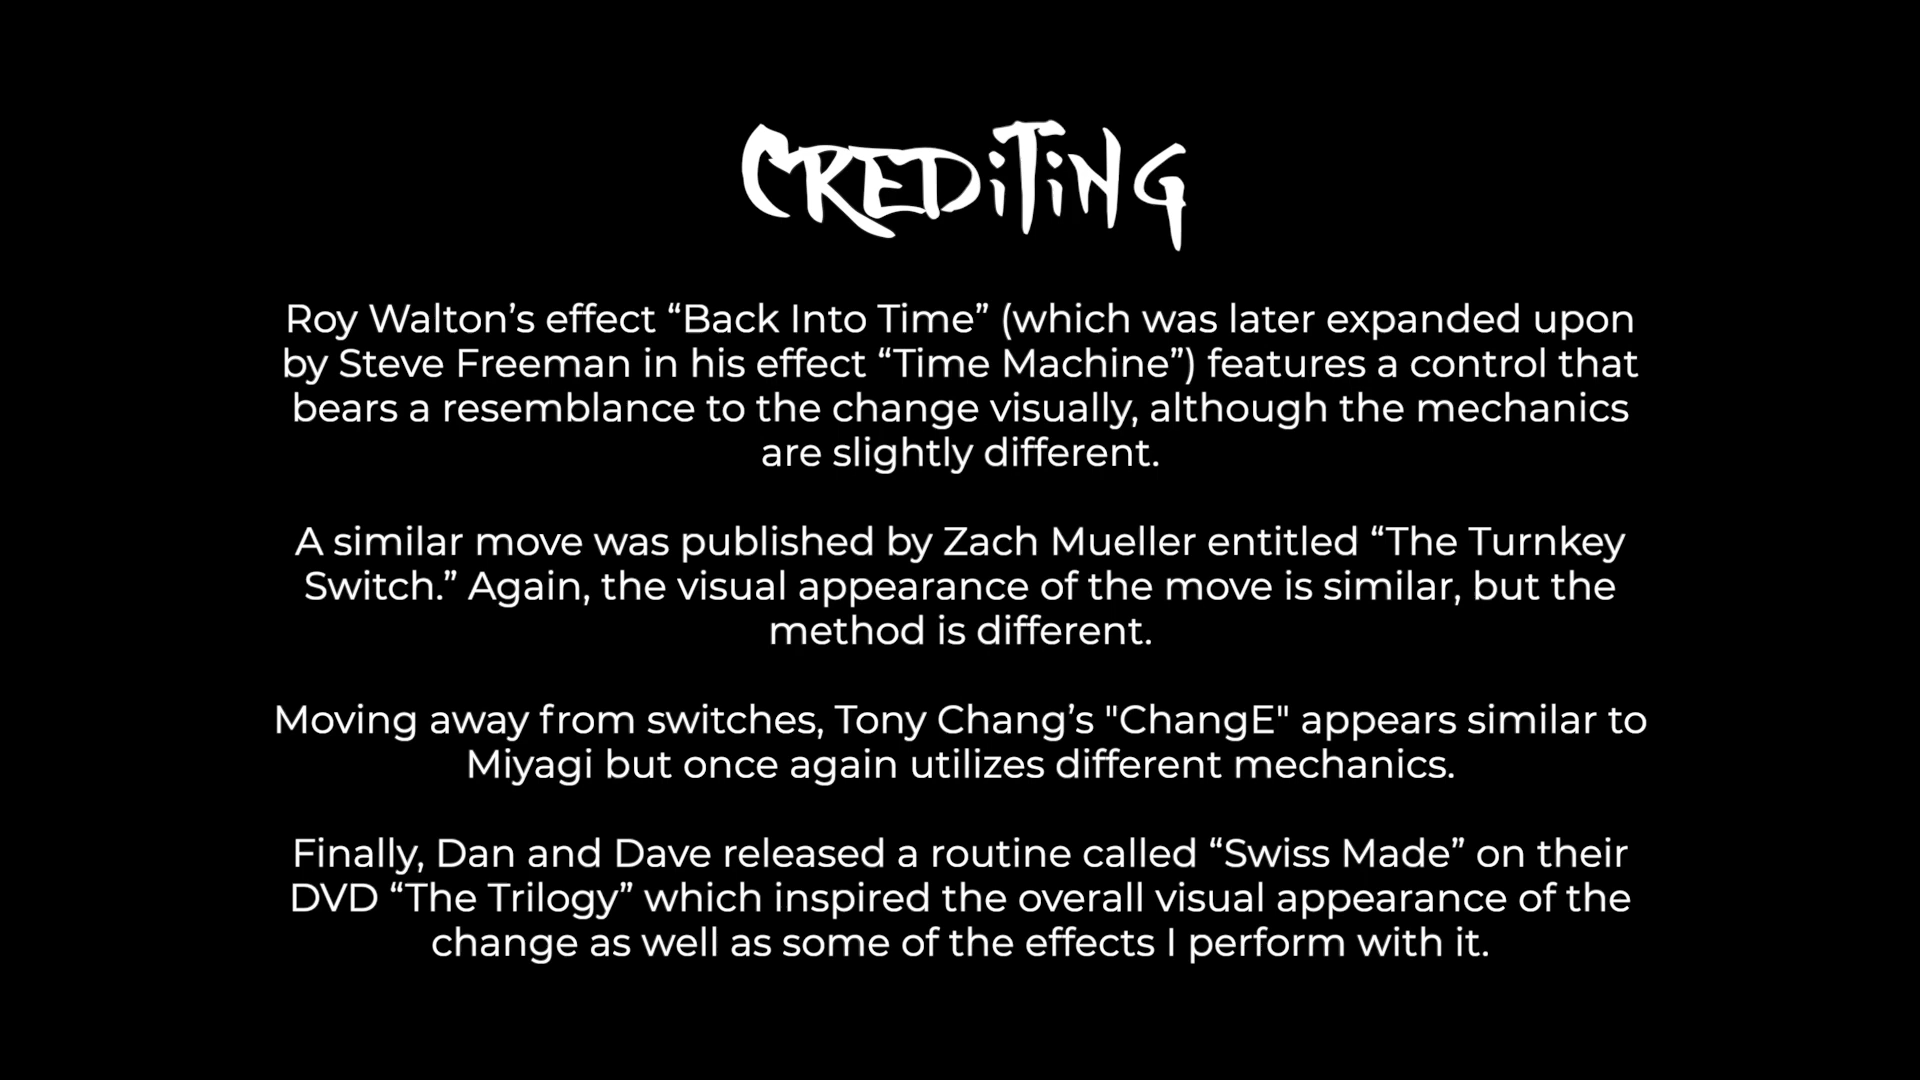 CREDiTiNG
Roy Walton’s effect “Back Into Time” (which was later expanded upon
by Steve Freeman in his effect “Time Machine”) features a control that
bears a resemblance to the change visually, although the mechanics
are slightly different.
A similar move was published by Zach Mueller entitled “The Turnkey
Switch.” Again, the visual appearance of the move is similar, but the
method is different.
Moving away from switches, Tony Chang’s "ChangE" appears similar to
Miyagi but once again utilizes different mechanics.
Finally, Dan and Dave released a routine called “Swiss Made” on their
DVD “The Trilogy” which inspired the overall visual appearance of the
change as well as some of the effects I perform with it.